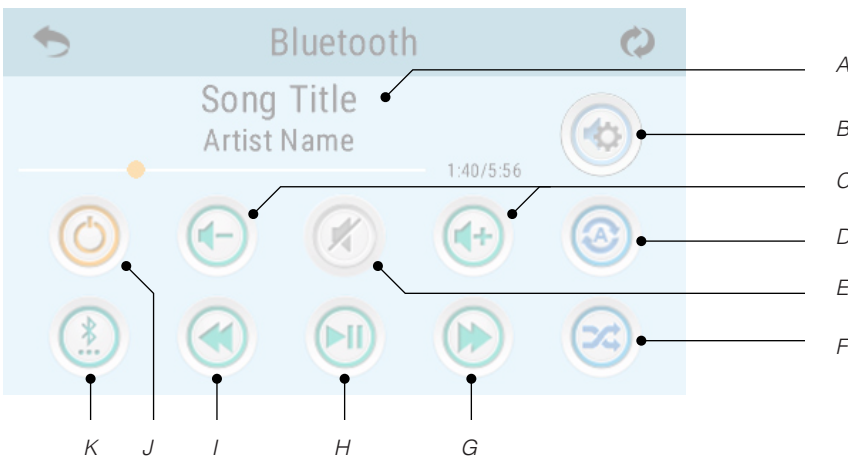 Bluetooth
A
Song Title
B
Artist Name
1:40/5:56
C
A
D
E
F
K
J
I
H
G